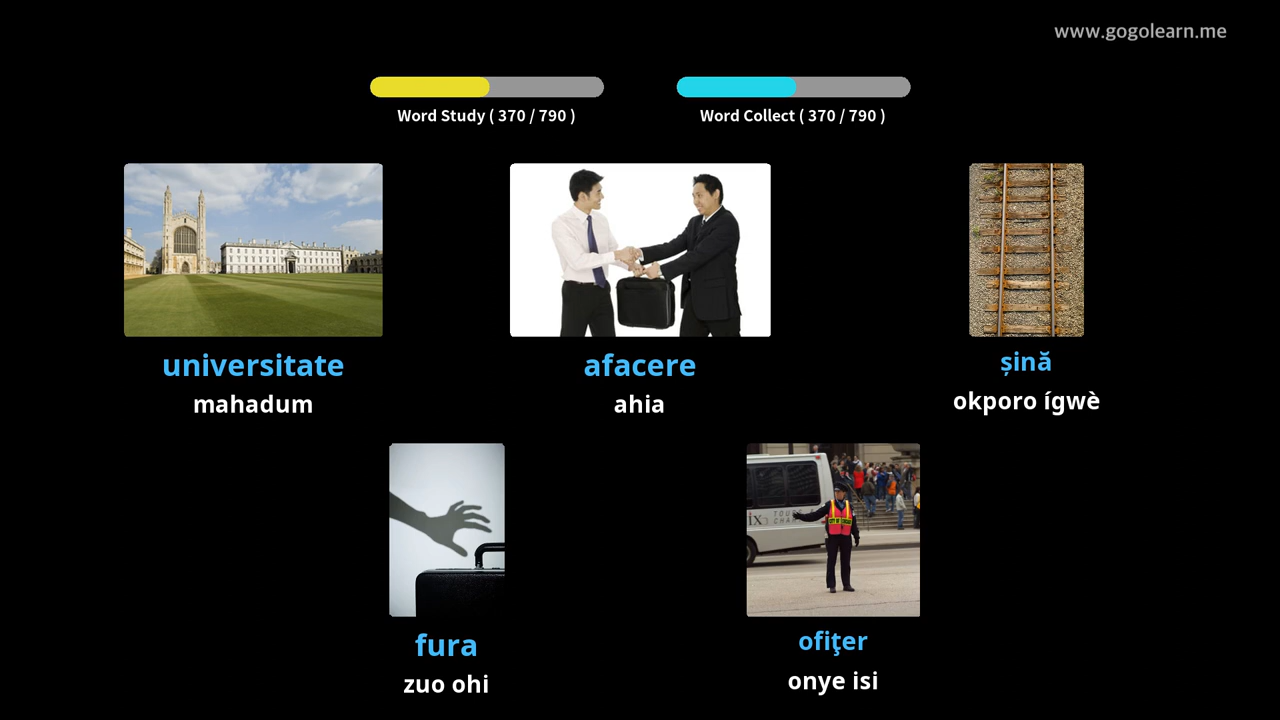 www.gogolearn.me
Word Study ( 370 / 790 )
Word Collect ( 370 / 790 )
universitate
mahadum
afacere
ahia
șină
okporo ígwè
fura
zuo ohi
ofiţer
onye isi